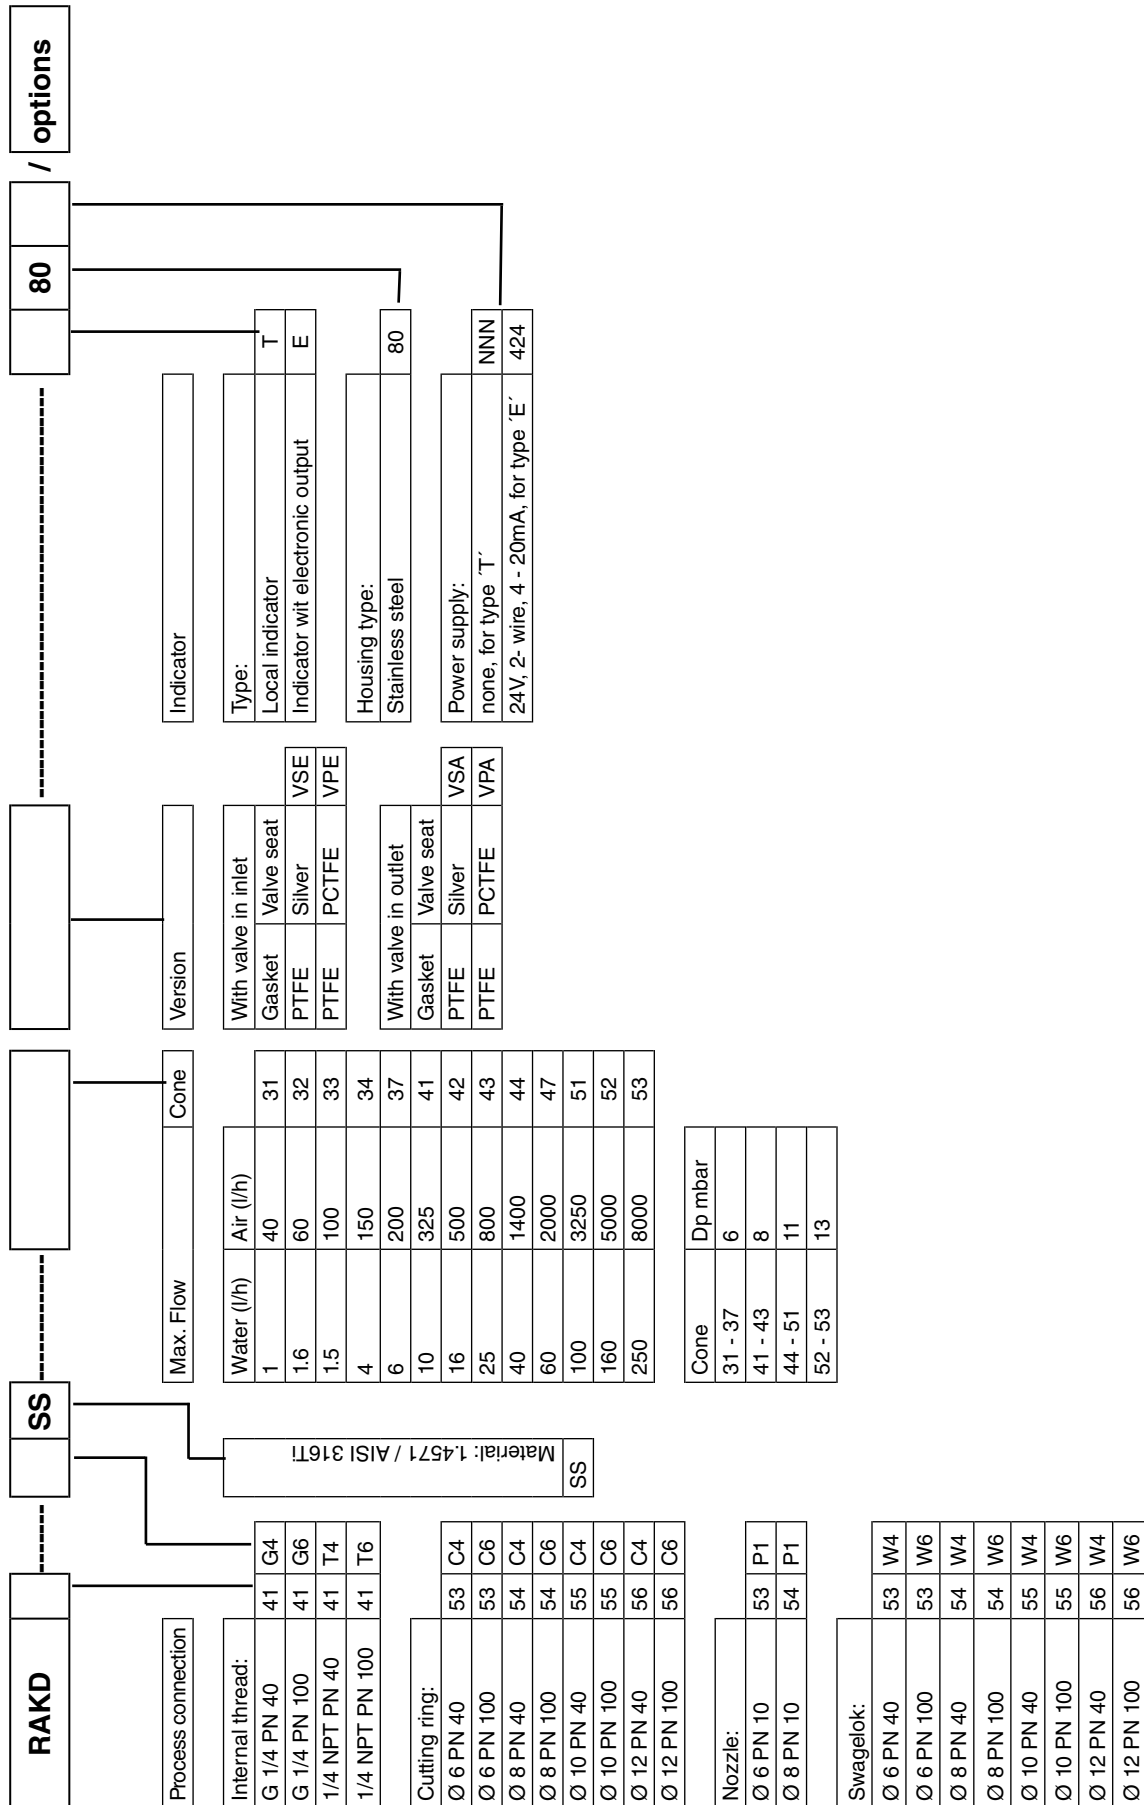 RAKD SS 80 / options
Process connection
Internal thread:
G 1/4 PN 40 41 G4
G 1/4 PN 100 41 G6
1/4 NPT PN 40 41 T4
1/4 NPT PN 100 41 T6
Cutting ring:
Ø 6 PN 40 53 C4
Ø 6 PN 100 53 C6
Ø 8 PN 40 54 C4
Ø 8 PN 100 54 C6
Ø 10 PN 40 55 C4
Ø 10 PN 100 55 C6
Ø 12 PN 40 56 C4
Ø 12 PN 100 56 C6
Nozzle:
Ø 6 PN 10 53 P1
Ø 8 PN 10 54 P1
Swagelok:
Ø 6 PN 40 53 W4
Ø 6 PN 100 53 W6
Ø 8 PN 40 54 W4
Ø 8 PN 100 54 W6
Ø 10 PN 40 55 W4
Ø 10 PN 100 55 W6
Ø 12 PN 40 56 W4
Ø 12 PN 100 56 W6
Material: 1.4571 / AISI 316Ti
SS
Max. Flow Cone
Water (l/h) Air (l/h)
1 40 31
1.6 60 32
1.5 100 33
4 150 34
6 200 37
10 325 41
16 500 42
25 800 43
40 1400 44
60 2000 47
100 3250 51
160 5000 52
250 8000 53
Cone Dp mbar
31 - 37 6
41 - 43 8
44 - 51 11
52 - 53 13
Version
With valve in inlet
Gasket Valve seat
PTFE Silver VSE
PTFE PCTFE VPE
With valve in outlet
Gasket Valve seat
PTFE Silver VSA
PTFE PCTFE VPA
Indicator
Type:
Local indicator T
Indicator wit electronic output E
Housing type:
Stainless steel 80
Power supply:
none, for type ´T´ NNN
24V, 2- wire, 4 - 20mA, for type ´E´ 424